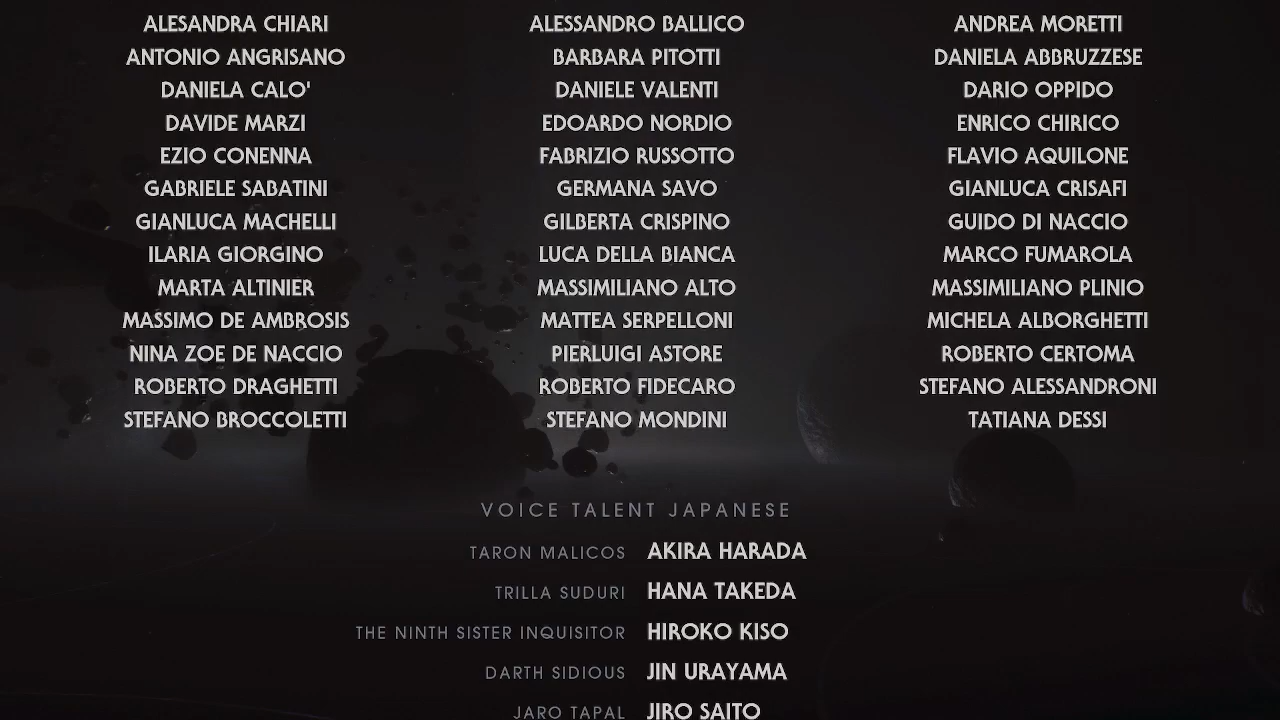 ALESANDRA CHIARI ALESSANDRO BALLICO ANDREA MORETTI
ANTONIO ANGRISANO BARBARA PITOTTI DANIELA ABBRUZZESE
DANIELA CALO' DANIELE VALENTI DARIO OPPIDO
DAVIDE MARZI EDOARDO NORDIO ENRICO CHIRICO
EZIO CONENNA FABRIZIO RUSSOTTO FLAVIO AQUILONE
GABRIELE SABATINI GERMANA SAVO GIANLUCA CRISAFI
GIANLUCA MACHELLI GILBERTA CRISPINO GUIDO DI NACCIO
ILARIA GIORGINO LUCA DELLA BIANCA MARCO FUMAROLA
MARTA ALTINIER MASSIMILIANO ALTO MASSIMILIANO PLINIO
MASSIMO DE AMBROSIS MATTEA SERPELLONI MICHELA ALBORGHETTI
NINA ZOE DE NACCIO PIERLUIGI ASTORE ROBERTO CERTOMA
ROBERTO DRAGHETTI ROBERTO FIDECARO STEFANO ALESSANDRONI
STEFANO BROCCOLETTI STEFANO MONDINI TATIANA DESSI
VOICE TALENT JAPANESE
TARON MALICOS AKIRA HARADA
TRILLA SUDURI HANA TAKEDA
THE NINTH SISTER INQUISITOR HIROKO KISO
DARTH SIDIOUS JIN URAYAMA
JARO TAPAL JIRO SAITO